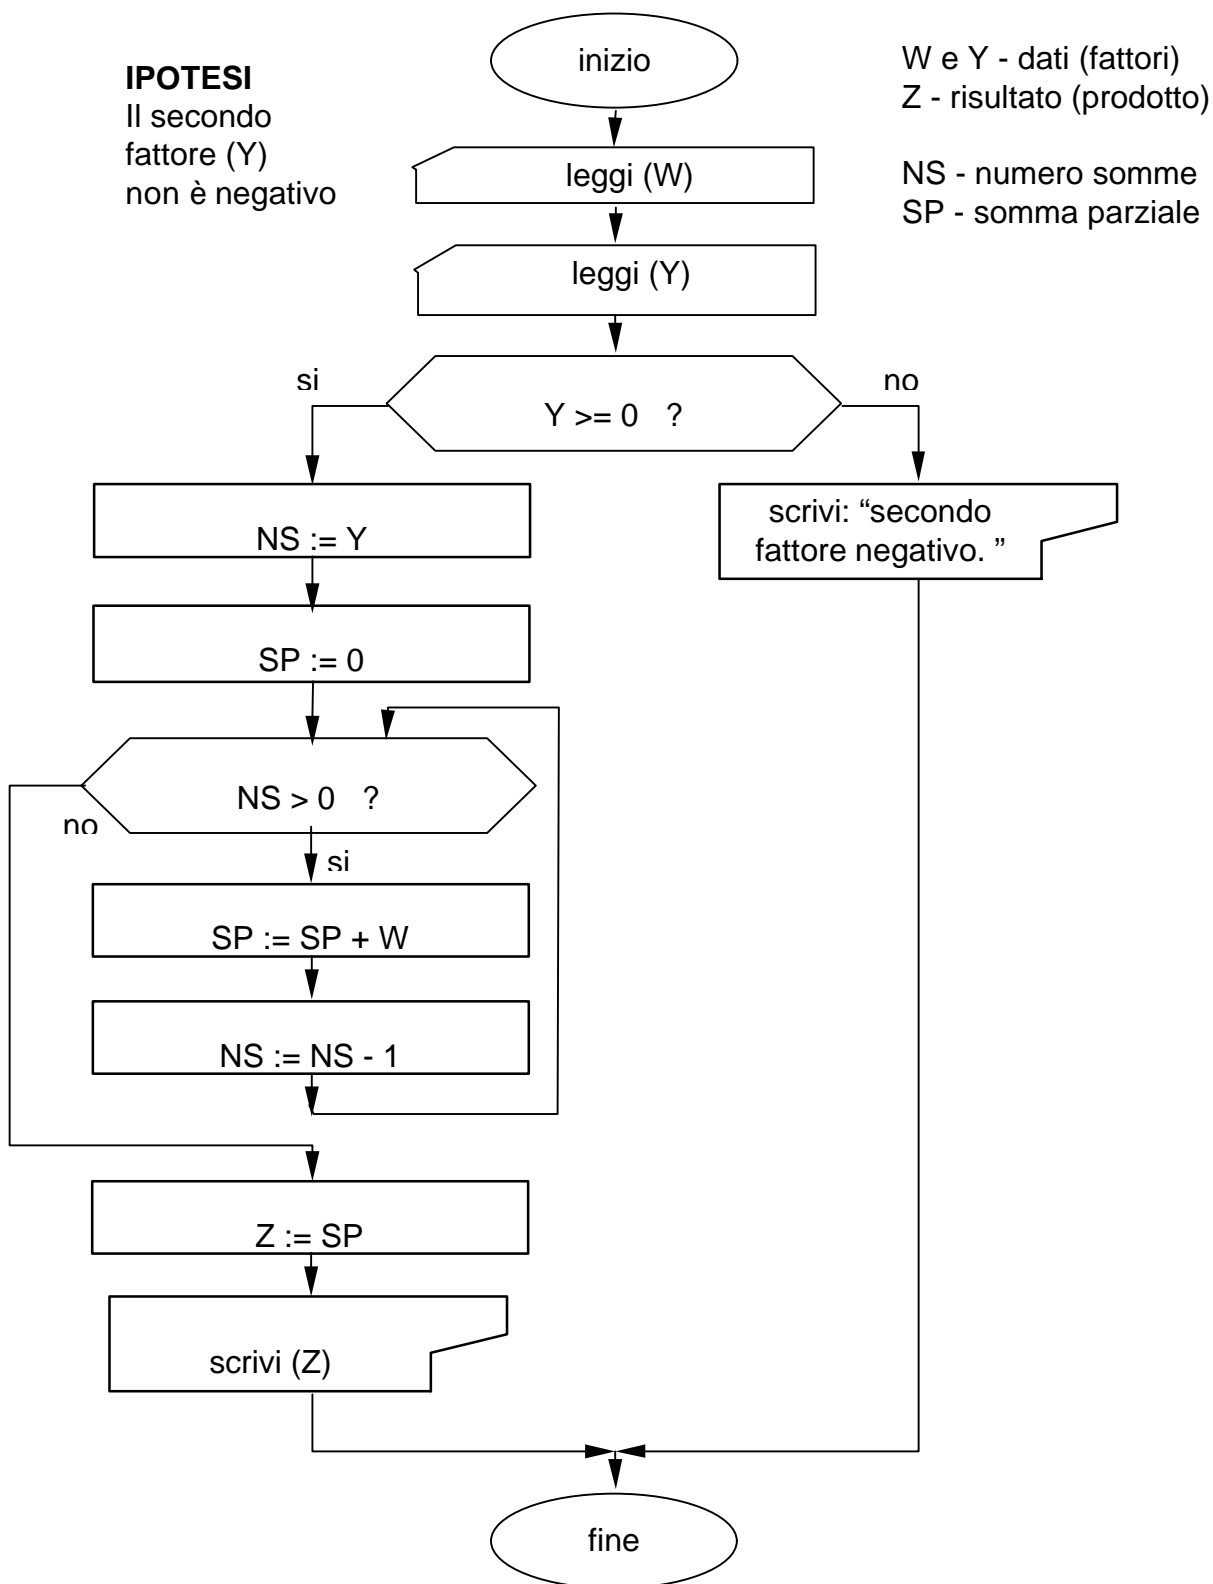 inizio
IPOTESI
Il secondo
fattore (Y)
non è negativo
W e Y - dati (fattori)
Z - risultato (prodotto)
NS - numero somme
SP - somma parziale
leggi (W)
leggi (Y)
si
no
Y >= 0 ?
NS := Y
scrivi: “secondo
fattore negativo. ”
SP := 0
NS > 0 ?
no
si
SP := SP + W
NS := NS - 1
Z := SP
scrivi (Z)
fine